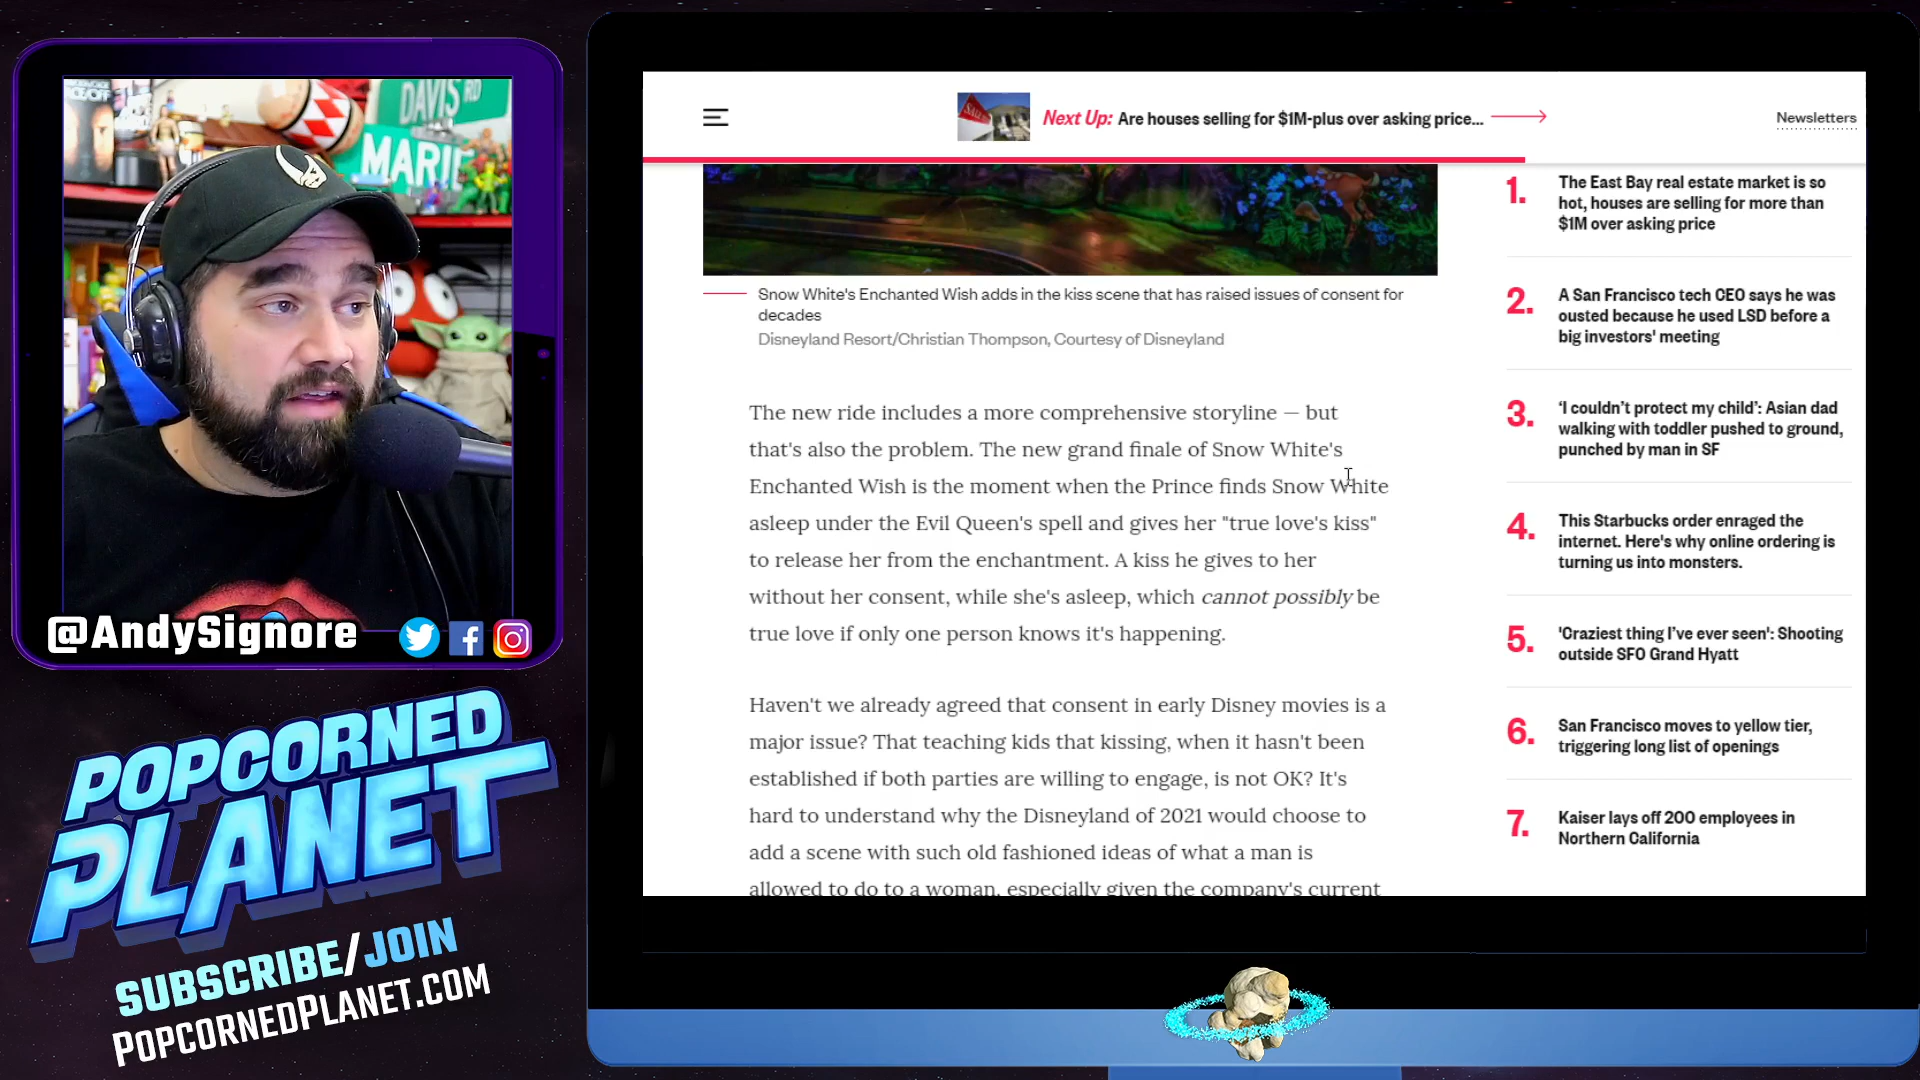 DAVIS RD
MARIE
@AndySignore
POPCORNED
PLANET
SUBSCRIBE/JOIN
POPCORNEDPLANET.COM
Next Up: Are houses selling for $1M-plus over asking price...
Newsletters
Snow White's Enchanted Wish adds in the kiss scene that has raised issues of consent for
decades
Disneyland Resort/Christian Thompson, Courtesy of Disneyland
The new ride includes a more comprehensive storyline — but
that's also the problem. The new grand finale of Snow White's
Enchanted Wish is the moment when the Prince finds Snow White
asleep under the Evil Queen's spell and gives her "true love's kiss"
to release her from the enchantment. A kiss he gives to her
without her consent, while she's asleep, which cannot possibly be
true love if only one person knows it's happening.
Haven't we already agreed that consent in early Disney movies is a
major issue? That teaching kids that kissing, when it hasn't been
established if both parties are willing to engage, is not OK? It's
hard to understand why the Disneyland of 2021 would choose to
add a scene with such old fashioned ideas of what a man is
allowed to do to a woman, especially given the company's current
1. The East Bay real estate market is so
hot, houses are selling for more than
$1M over asking price
2. A San Francisco tech CEO says he was
ousted because he used LSD before a
big investors' meeting
3. ‘I couldn’t protect my child’: Asian dad
walking with toddler pushed to ground,
punched by man in SF
4. This Starbucks order enraged the
internet. Here's why online ordering is
turning us into monsters.
5. 'Craziest thing I’ve ever seen': Shooting
outside SFO Grand Hyatt
6. San Francisco moves to yellow tier,
triggering long list of openings
7. Kaiser lays off 200 employees in
Northern California